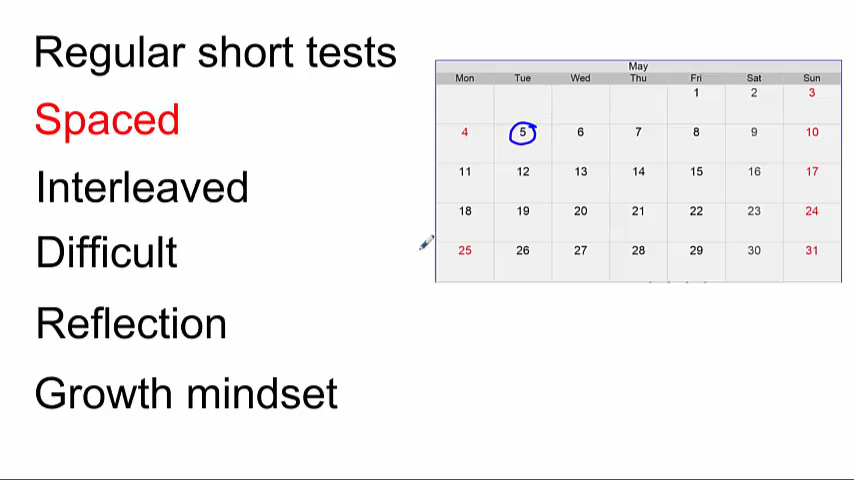 Regular short tests
Spaced
Interleaved
Difficult
Reflection
Growth mindset
May
Mon Tue Wed Thu Fri Sat Sun
1 2 3
4 5 6 7 8 9 10
11 12 13 14 15 16 17
18 19 20 21 22 23 24
25 26 27 28 29 30 31